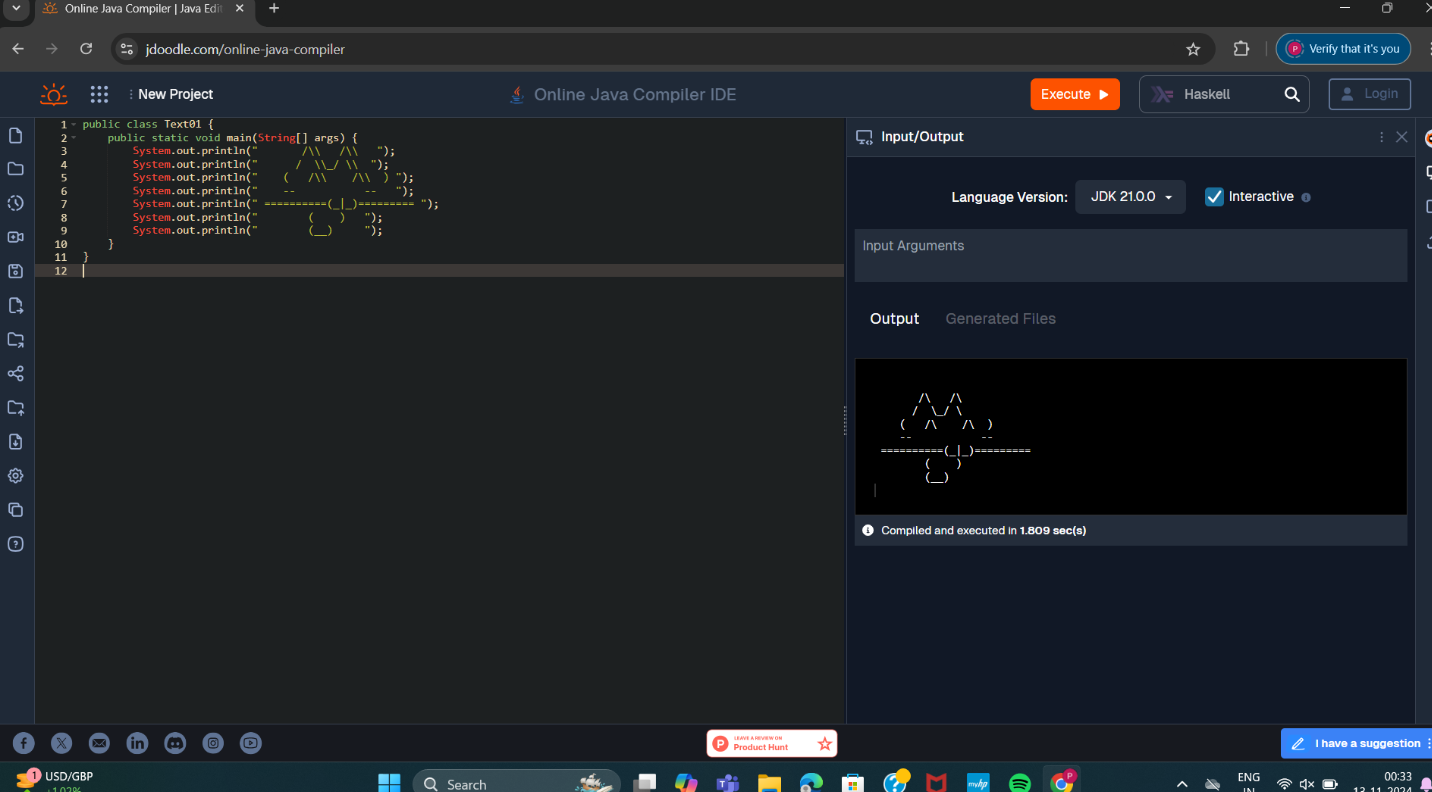 Online Java Compiler | Java Edit
jdoodle.com/online-java-compiler
P Verify that it's you
New Project
Online Java Compiler IDE
Execute
Haskell
Login
1 public class Text01 {
2     public static void main(String[] args) {
3         System.out.println("       /\\   /\\   ");
4         System.out.println("      /  \\_/ \\  ");
5         System.out.println("    (   /\\    /\\  ) ");
6         System.out.println("    --           --   ");
7         System.out.println(" ==========(_|_)========= ");
8         System.out.println("        (    )   ");
9         System.out.println("        (__)     ");
10     }
11 }
12
Input/Output
Language Version: JDK 21.0.0 Interactive
Input Arguments
Output Generated Files
/\   /\
/  \_/ \
(   /\    /\  )
--           --
==========(_|_)=========
(    )
(__)
Compiled and executed in 1.809 sec(s)
LEAVE A REVIEW ON
P Product Hunt
I have a suggestion
1 USD/GBP
+1.02%
Search
myhp
P
ENG
IN
00:33
13-11-2024